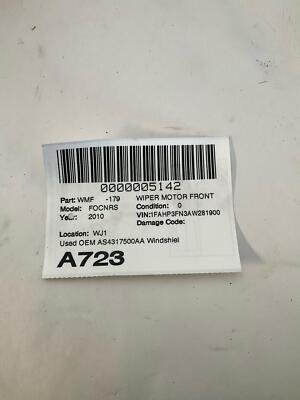 0000005142
Part: WMF -179 WIPER MOTOR FRONT
Model: FOCNRS Condition: 0
Year: 2010 VIN:1FAHP3FN3AW281900
Damage Code:
Location: WJ1
Used OEM AS4317500AA Windshiel
A723